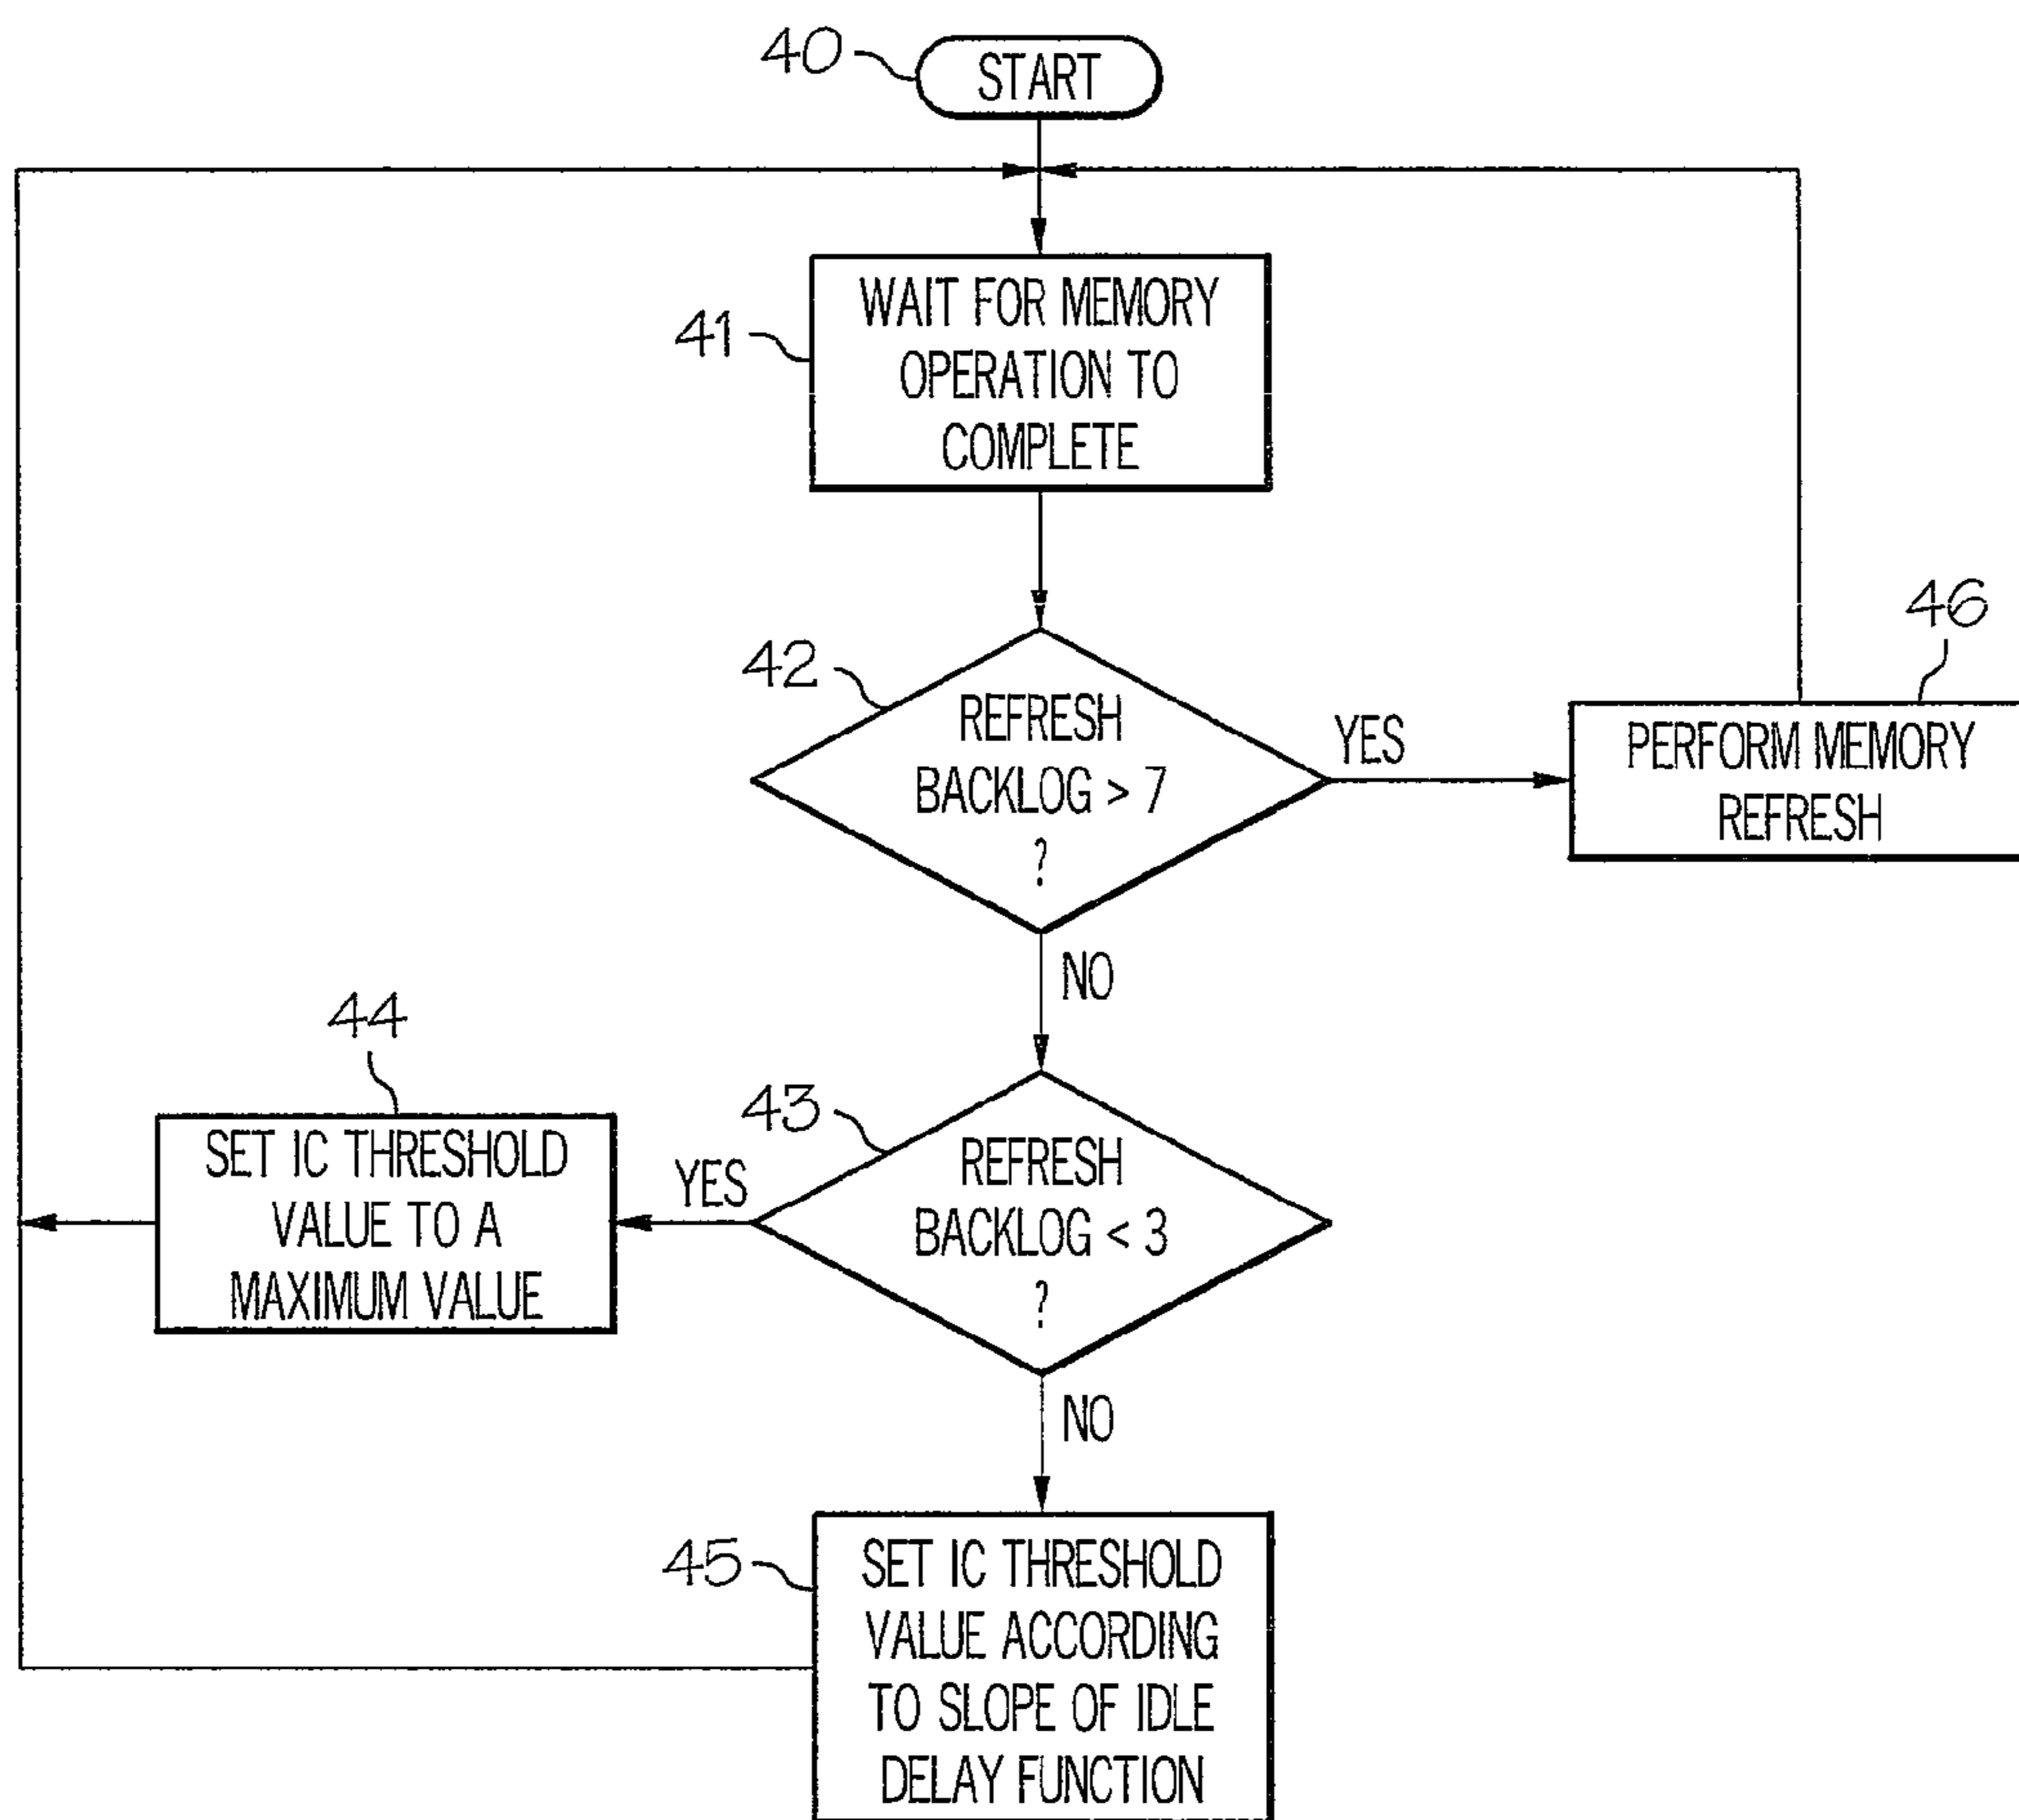 40
START
41
WAIT FOR MEMORY
OPERATION TO
COMPLETE
42
REFRESH
BACKLOG > 7
?
YES
46
PERFORM MEMORY
REFRESH
NO
43
REFRESH
BACKLOG < 3
?
YES
44
SET IC THRESHOLD
VALUE TO A
MAXIMUM VALUE
NO
45
SET IC THRESHOLD
VALUE ACCORDING
TO SLOPE OF IDLE
DELAY FUNCTION